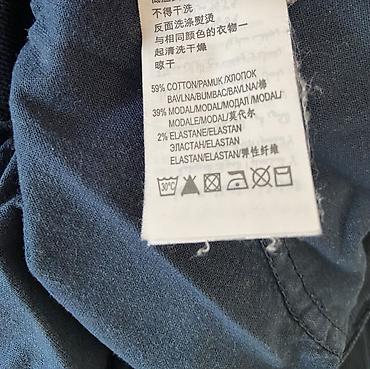 不得干洗
反面洗涤熨烫
与相同颜色的衣物一
起清洗干燥
晾干
59% COTTON/PAMUK/ХЛОПОК
BAVLNA/BUMBAC/BAVLNA/棉
39% MODAL/MODAL/МОДАЛ/MODAL/
MODALE/MODAL/莫代尔
2% ELASTANE/ELASTAN/
ЭЛАСТАН/ELASTAN/
ELASTAN/ELASTAN/弹性纤维
30°C